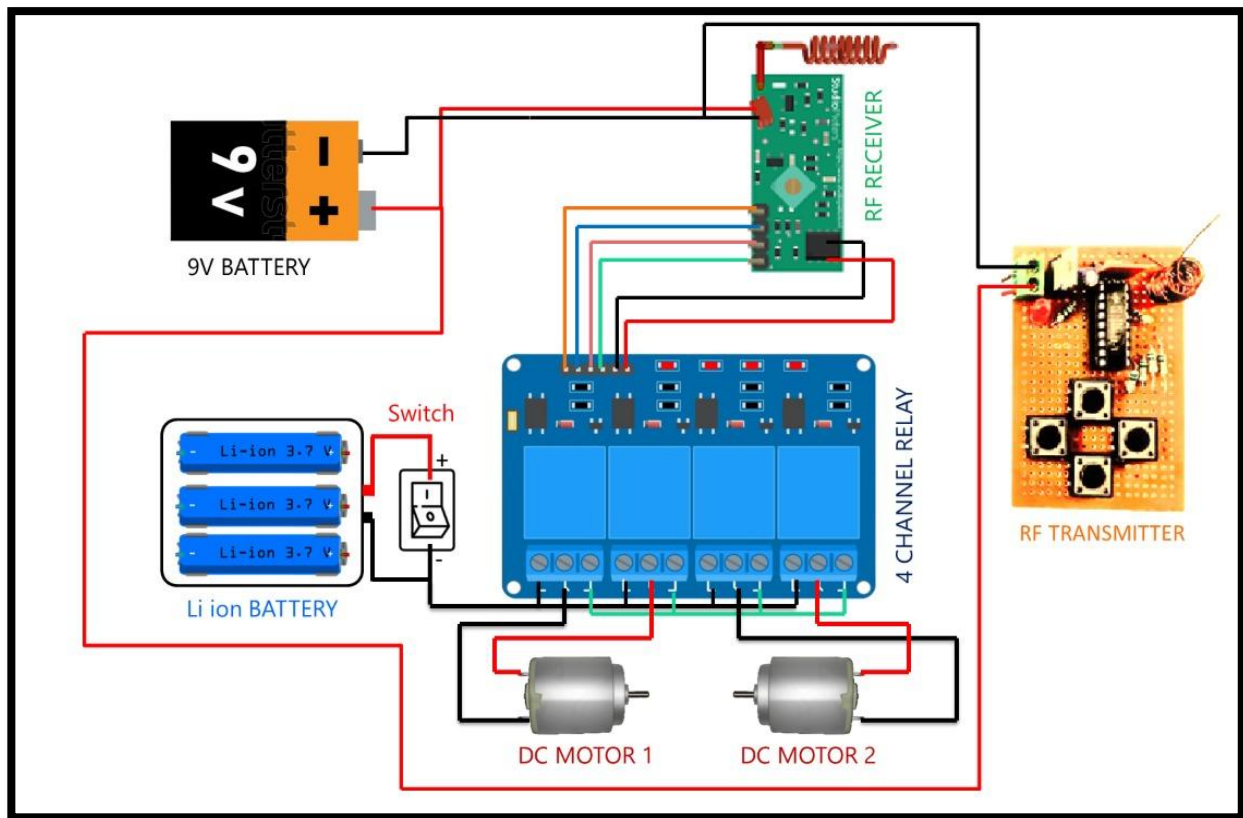 9V
-
+
9V BATTERY
RF RECEIVER
Switch
+
-
Li-ion 3.7 V
Li-ion 3.7 V
Li-ion 3.7 V
Li ion BATTERY
4 CHANNEL RELAY
RF TRANSMITTER
DC MOTOR 1
DC MOTOR 2